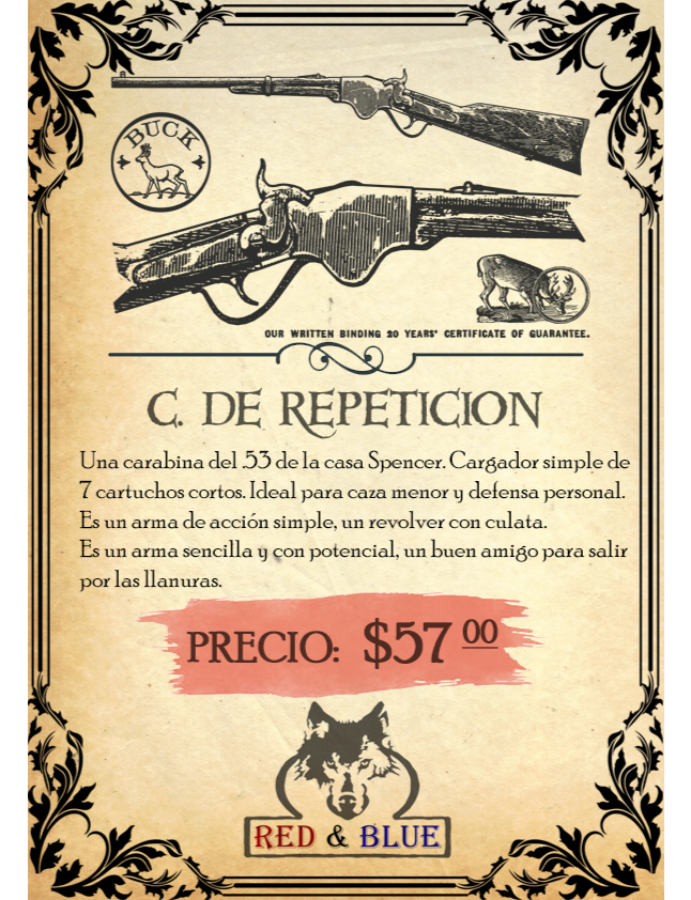 BUCK
OUR WRITTEN BINDING 20 YEARS' CERTIFICATE OF GUARANTEE.
C. DE REPETICION
Una carabina del .53 de la casa Spencer. Cargador simple de
7 cartuchos cortos. Ideal para caza menor y defensa personal.
Es un arma de acción simple, un revolver con culata.
Es un arma sencilla y con potencial, un buen amigo para salir
por las llanuras.
PRECIO: $57 00
RED & BLUE